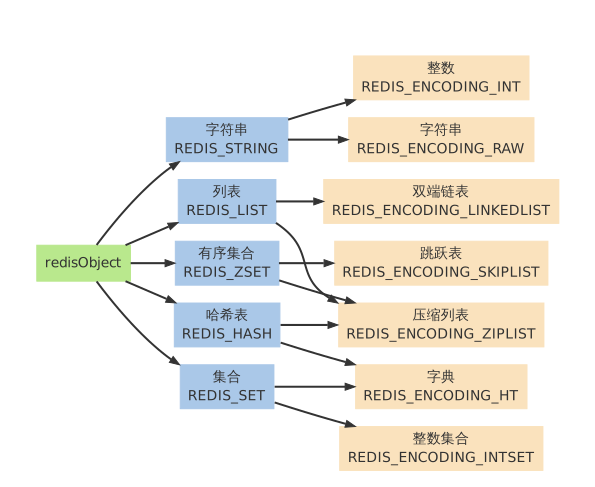 redisObject
字符串
REDIS_STRING
列表
REDIS_LIST
有序集合
REDIS_ZSET
哈希表
REDIS_HASH
集合
REDIS_SET
整数
REDIS_ENCODING_INT
字符串
REDIS_ENCODING_RAW
双端链表
REDIS_ENCODING_LINKEDLIST
跳跃表
REDIS_ENCODING_SKIPLIST
压缩列表
REDIS_ENCODING_ZIPLIST
字典
REDIS_ENCODING_HT
整数集合
REDIS_ENCODING_INTSET